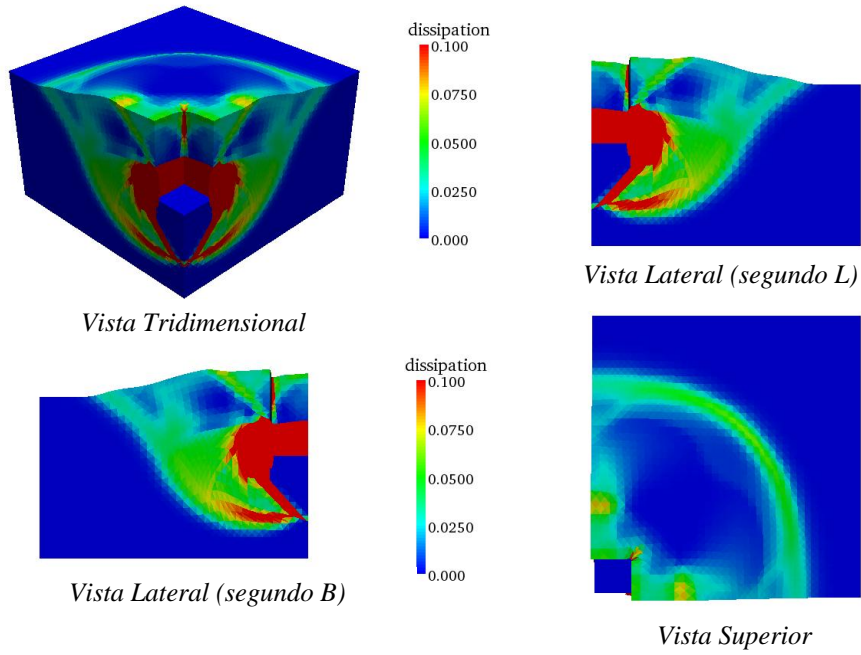 dissipation
0.100
0.0750
0.0500
0.0250
0.000
Vista Tridimensional
Vista Lateral (segundo L)
dissipation
0.100
0.0750
0.0500
0.0250
0.000
Vista Lateral (segundo B)
Vista Superior